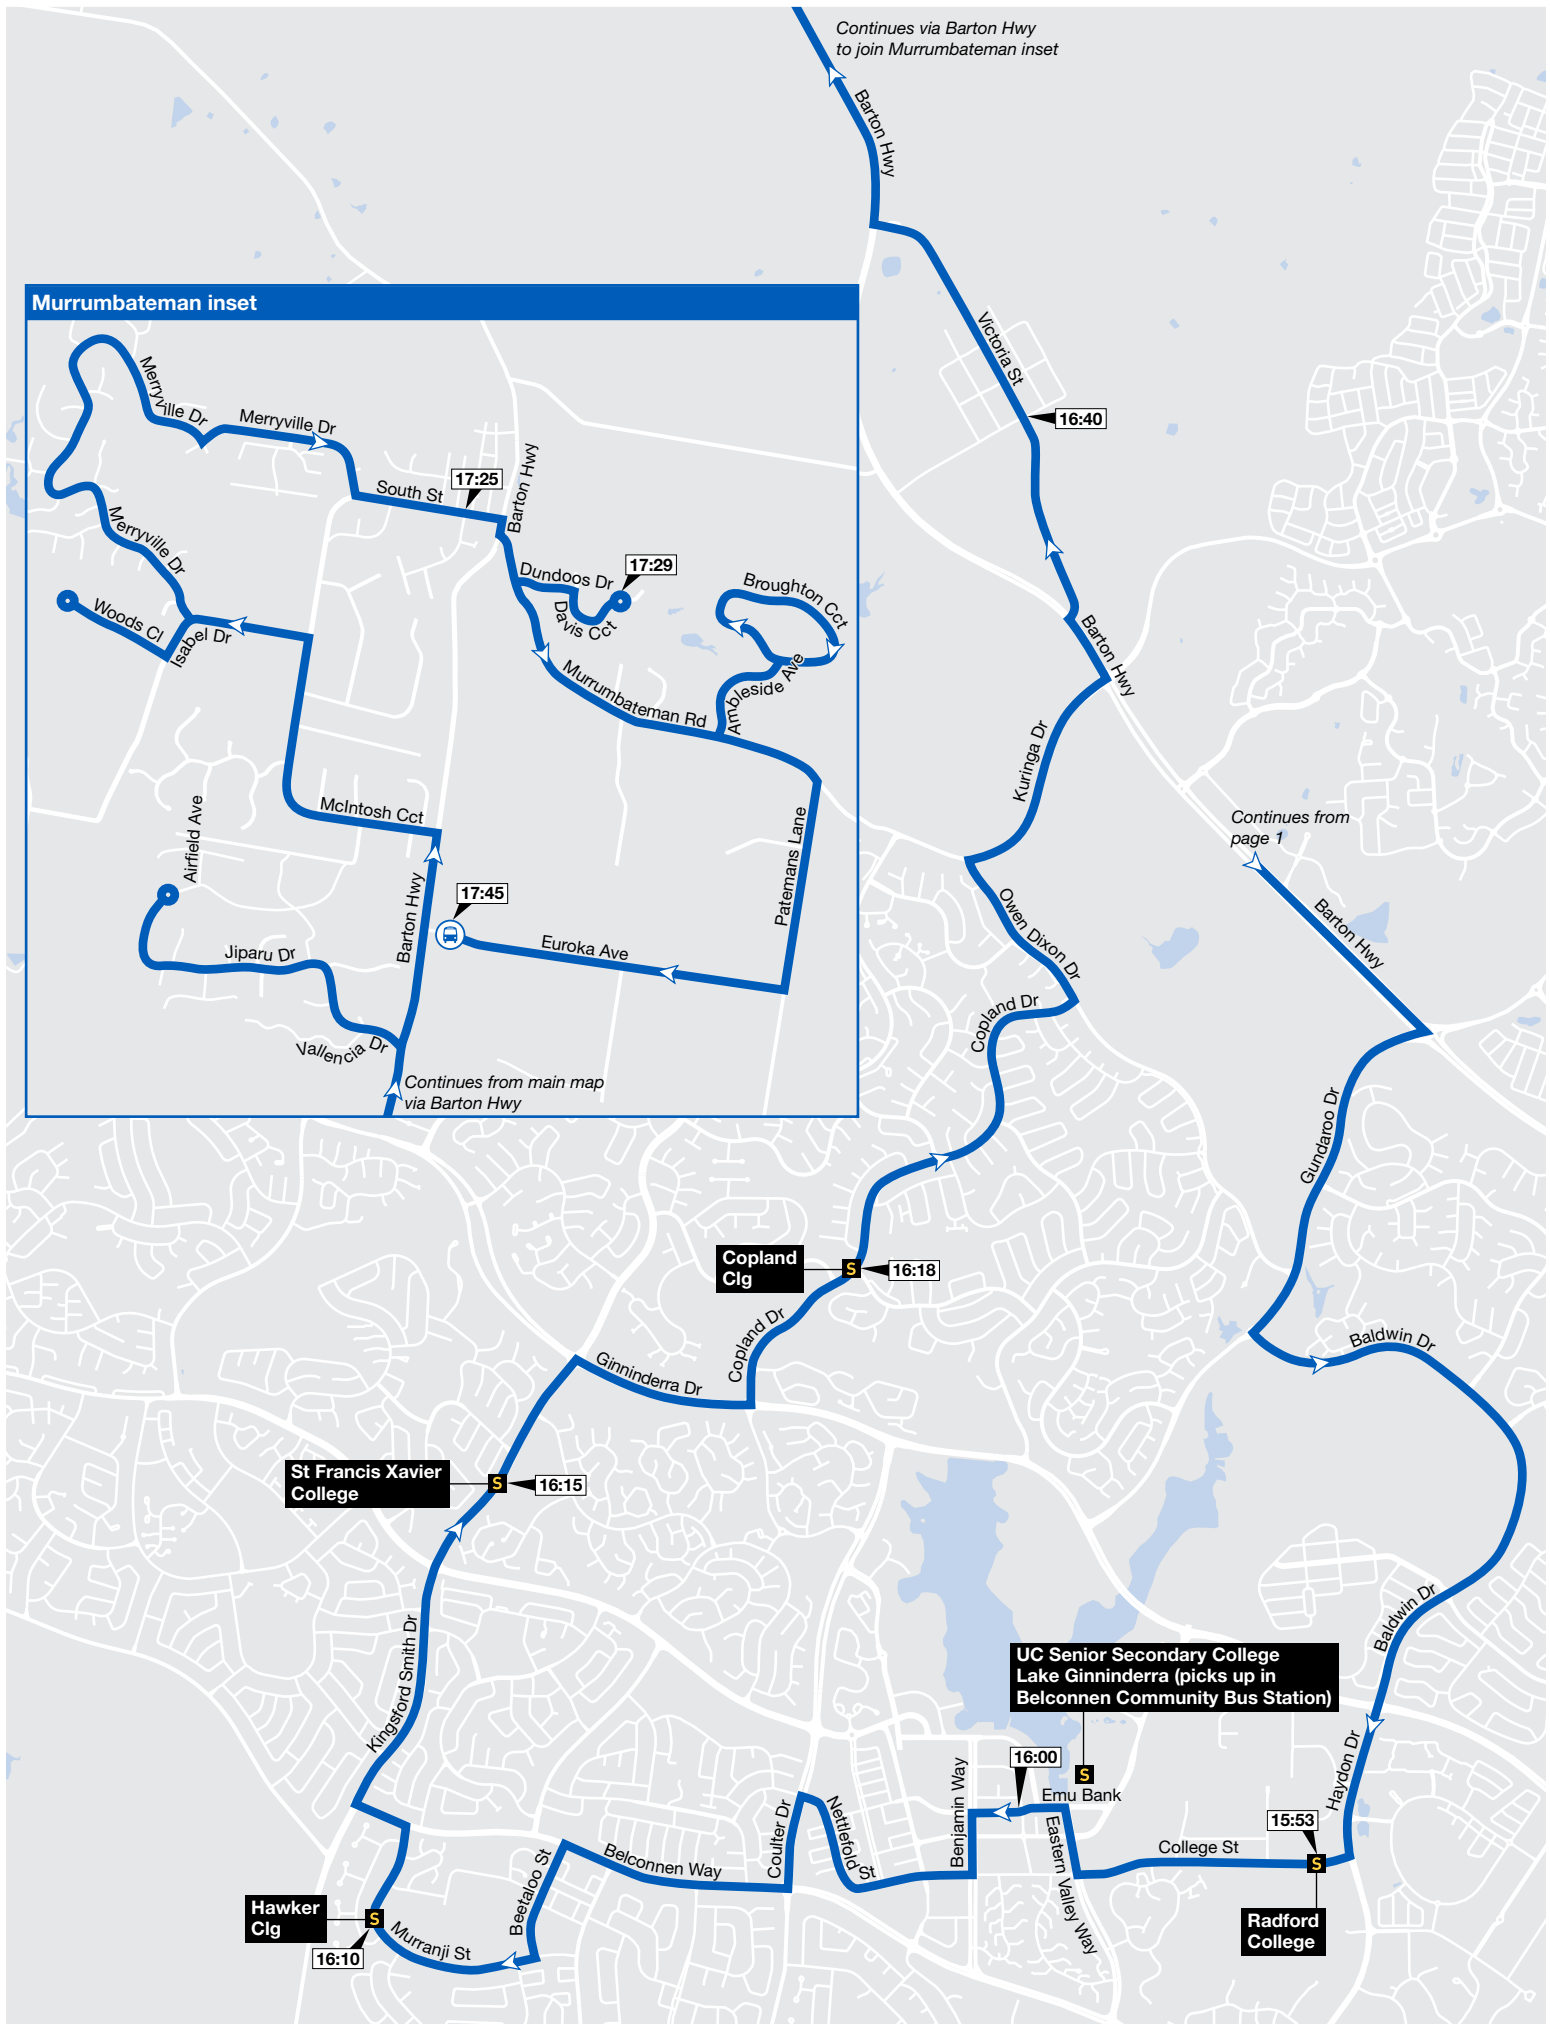 Continues via Barton Hwy
to join Murrumbateman inset
Barton Hwy
Murrumbateman inset
Victoria St
16:40
Merryville Dr
Merryville Dr
South St
17:25
Barton Hwy
Merryville Dr
Dundoos Dr
17:29
Davis Cct
Broughton Cct
Woods Cl
Isabel Dr
Ambleside Ave
Murrumbateman Rd
Barton Hwy
Kuringa Dr
McIntosh Cct
Airfield Ave
Patemans Lane
Continues from
page 1
Barton Hwy
17:45
Barton Hwy
Euroka Ave
Jiparu Dr
Owen Dixon Dr
Copland Dr
Vallencia Dr
Continues from main map
via Barton Hwy
Gundaroo Dr
Copland
Clg
S
16:18
Copland Dr
Baldwin Dr
Ginninderra Dr
St Francis Xavier
College
S
16:15
Baldwin Dr
Kingsford Smith Dr
UC Senior Secondary College
Lake Ginninderra (picks up in
Belconnen Community Bus Station)
16:00
S
Emu Bank
Haydon Dr
Benjamin Way
Nettlefold St
Coulter Dr
15:53
College St
S
Eastern Valley Way
Belconnen Way
Beetaloo St
Hawker
Clg
S
16:10
Murranji St
Radford
College